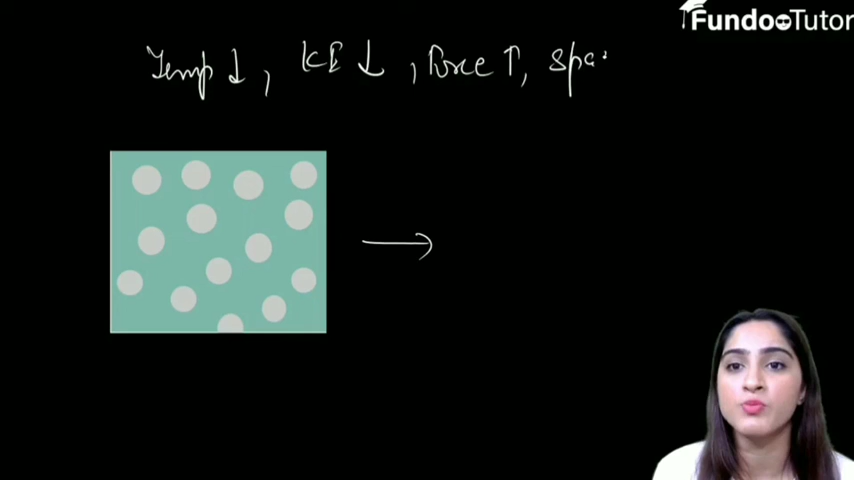 FundooTutor
Temp ↓, KE ↓, Force ↑, spa